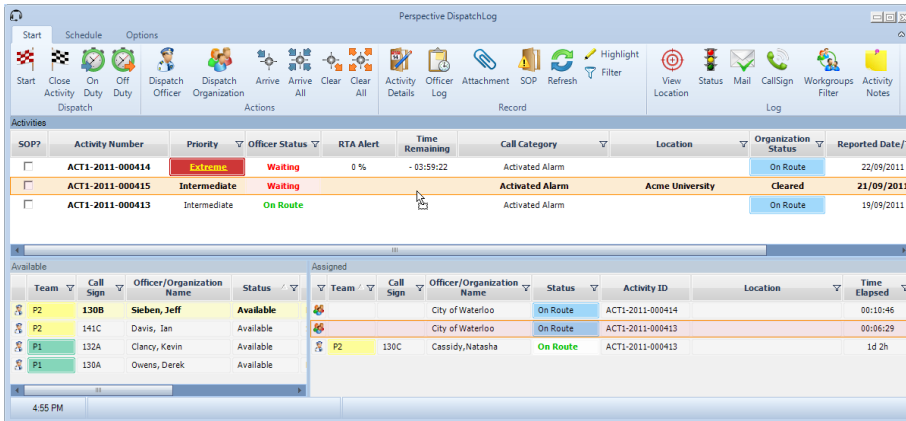 Perspective DispatchLog
Start Schedule Options
Start
Close Activity
On Duty
Off Duty
Dispatch Officer
Dispatch Organization
Arrive
Arrive All
Clear
Clear All
Activity Details
Officer Log
Attachment
SOP
Refresh
Highlight
Filter
View Location
Status
Mail
CallSign
Workgroups Filter
Activity Notes
Dispatch Actions Record Log
Activities
SOP? Activity Number Priority Officer Status RTA Alert Time Remaining Call Category Location Organization Status Reported Date/
ACT1-2011-000414 Extreme Waiting 0 % - 03:59:22 Activated Alarm On Route 22/09/2011
ACT1-2011-000415 Intermediate Waiting Activated Alarm Acme University Cleared 21/09/2011
ACT1-2011-000413 Intermediate On Route Activated Alarm On Route 19/09/2011
Available
Team Call Sign Officer/Organization Name Status
P2 130B Sieben, Jeff Available
P2 141C Davis, Ian Available
P1 132A Clancy, Kevin Available
P1 130A Owens, Derek Available
Assigned
Team Call Sign Officer/Organization Name Status Activity ID Location Time Elapsed
City of Waterloo On Route ACT1-2011-000414 00:10:46
City of Waterloo On Route ACT1-2011-000413 00:06:29
P2 130C Cassidy,Natasha On Route ACT1-2011-000413 1d 2h
4:55 PM